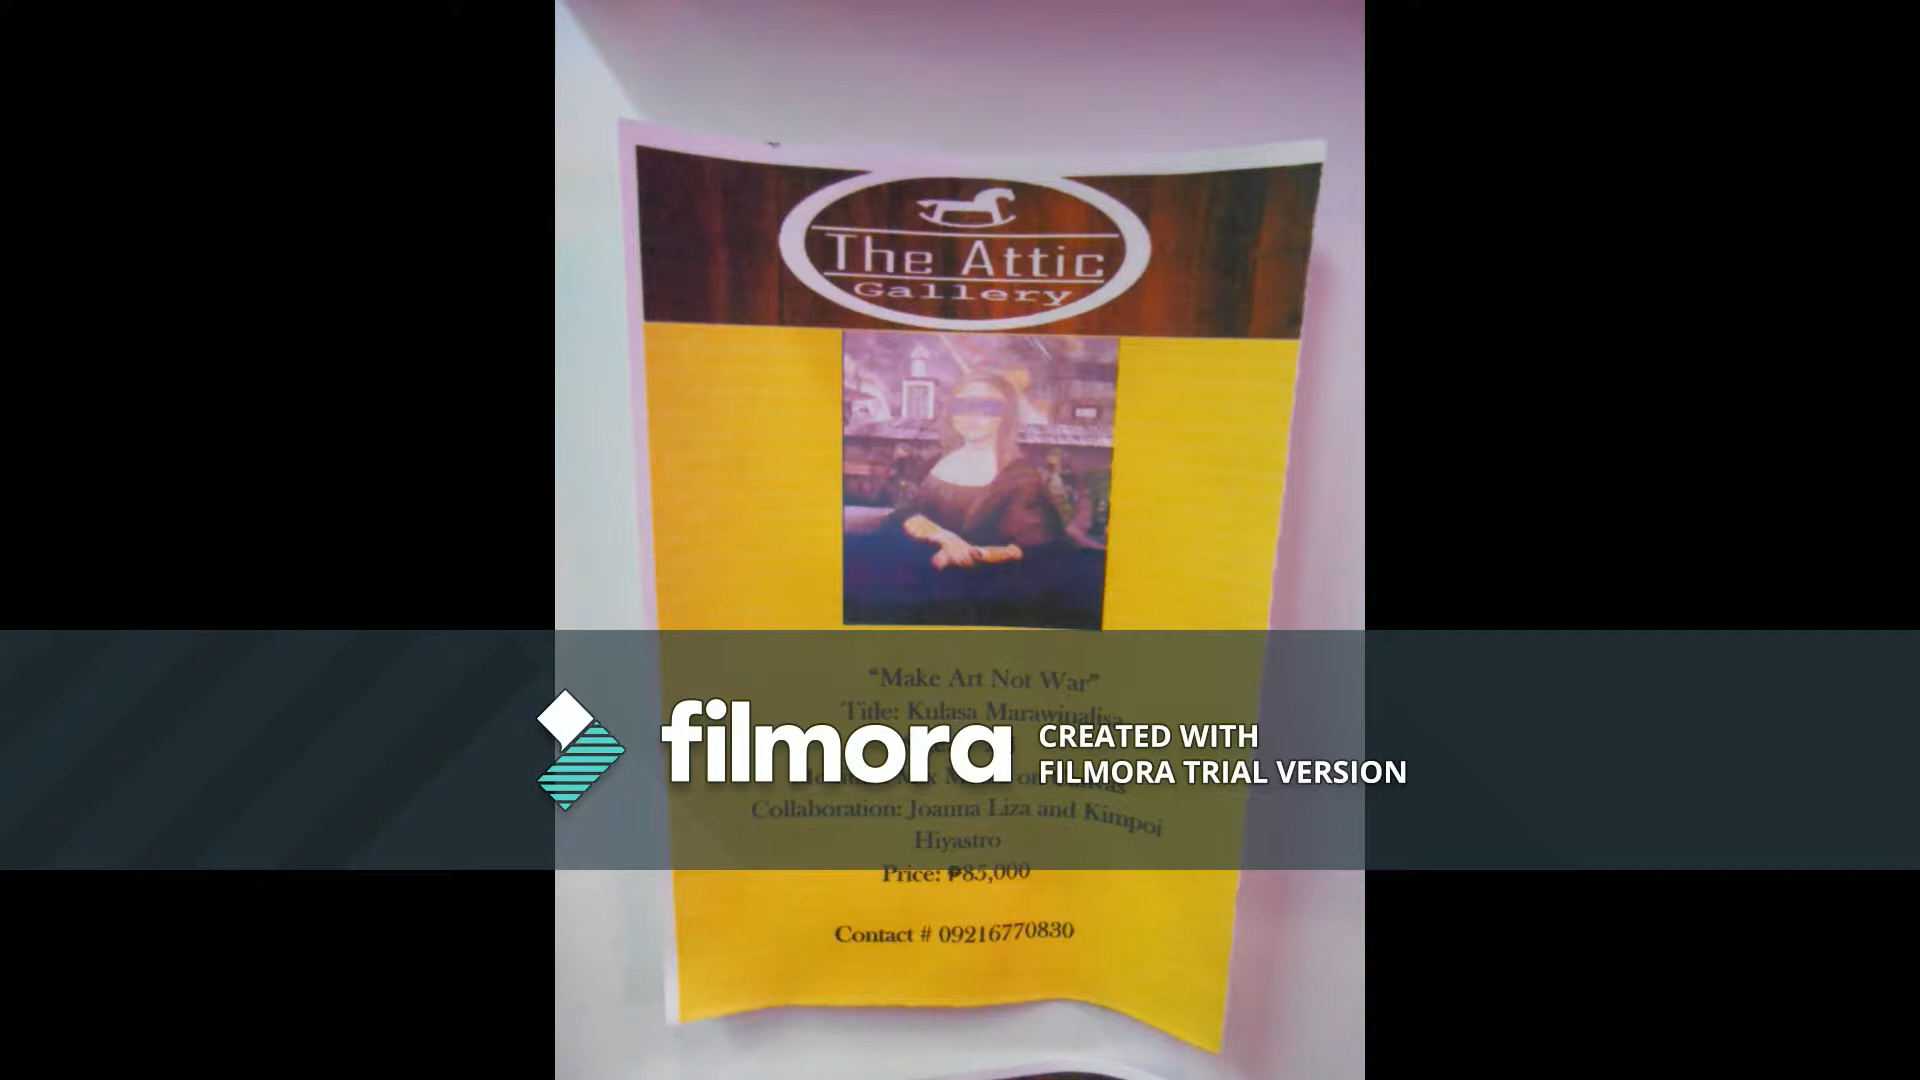 The Attic
Gallery
“Make Art Not War”
Title: Kulasa Marawinalisa
on
Collaboration: Joanna Liza and Kimpoi
Hiyastro
Price: ₱85,000
Contact # 09216770830
filmora
CREATED WITH
FILMORA TRIAL VERSION